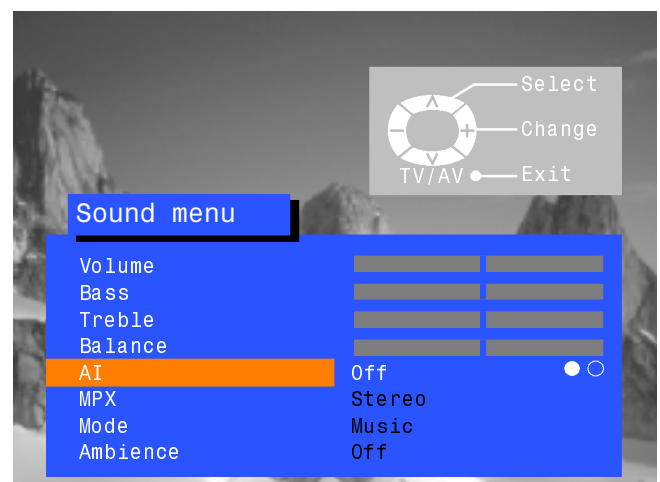 Select
Change
TV/AV Exit
Sound menu
Volume
Bass
Treble
Balance
AI Off
MPX Stereo
Mode Music
Ambience Off